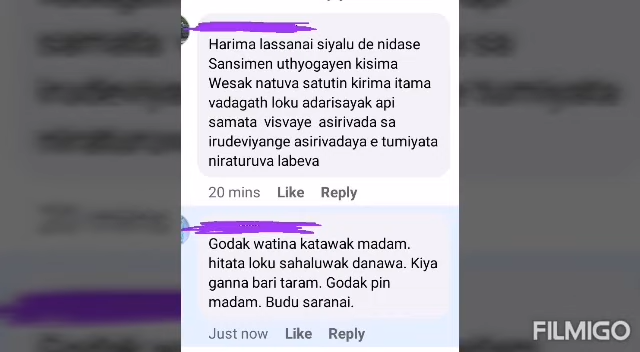 Harima lassanai siyalu de nidase
Sansimen uthyogayen kisima
Wesak natuva satutin kirima itama
vadagath loku adarisayak api
samata visvaye asirivada sa
irudeviyange asirivadaya e tumiyata
niraturuva labeva
20 mins Like Reply
Godak watina katawak madam.
hitata loku sahaluwak danawa. Kiya
ganna bari taram. Godak pin
madam. Budu saranai.
Just now Like Reply
FILMIGO